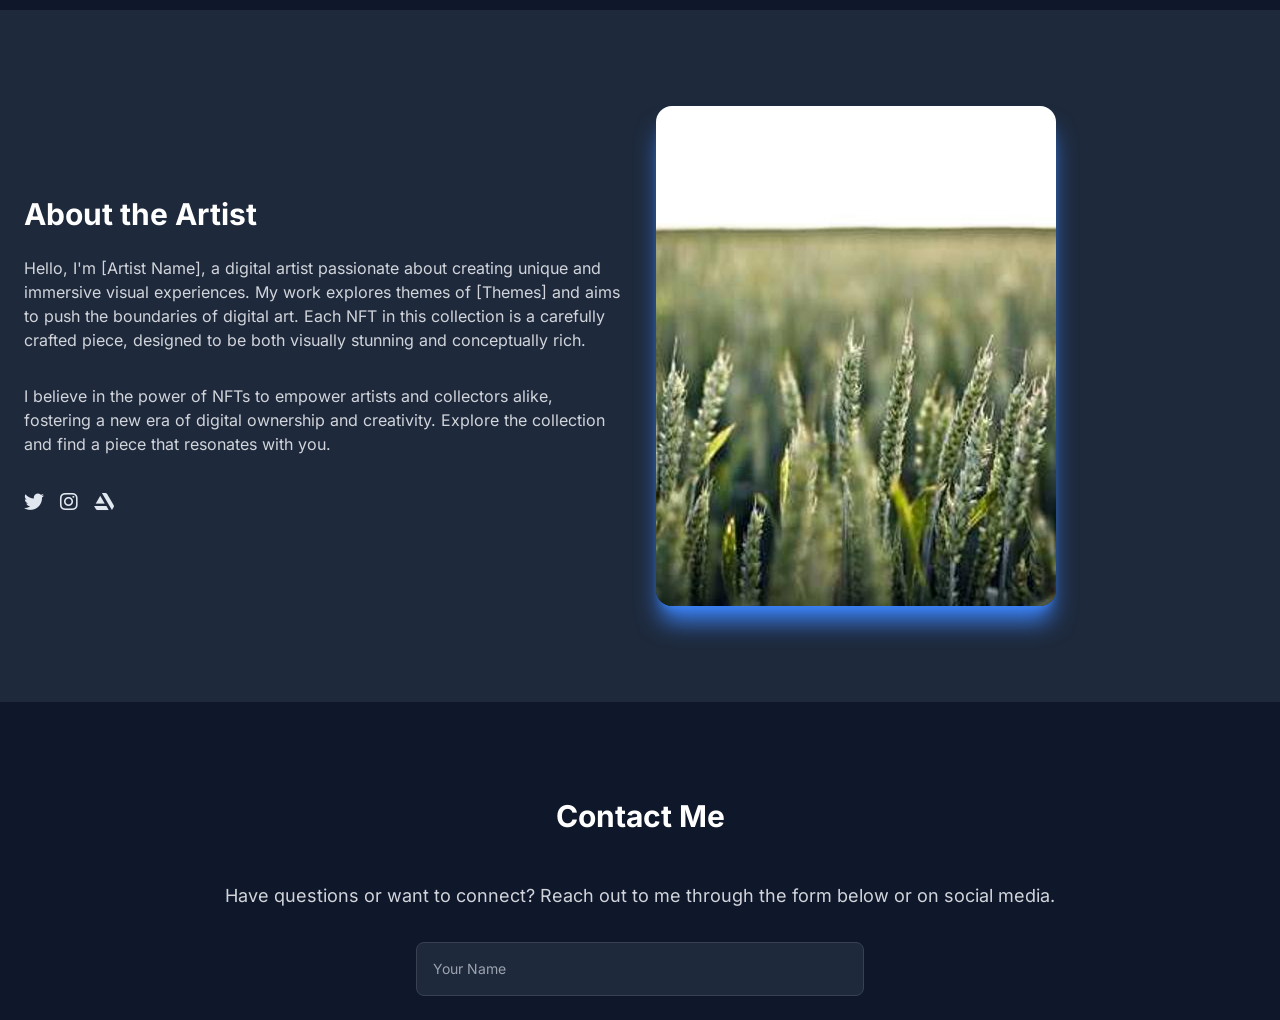 About the Artist
Hello, I'm [Artist Name], a digital artist passionate about creating unique and
immersive visual experiences. My work explores themes of [Themes] and aims
to push the boundaries of digital art. Each NFT in this collection is a carefully
crafted piece, designed to be both visually stunning and conceptually rich.
I believe in the power of NFTs to empower artists and collectors alike,
fostering a new era of digital ownership and creativity. Explore the collection
and find a piece that resonates with you.
Contact Me
Have questions or want to connect? Reach out to me through the form below or on social media.
Your Name